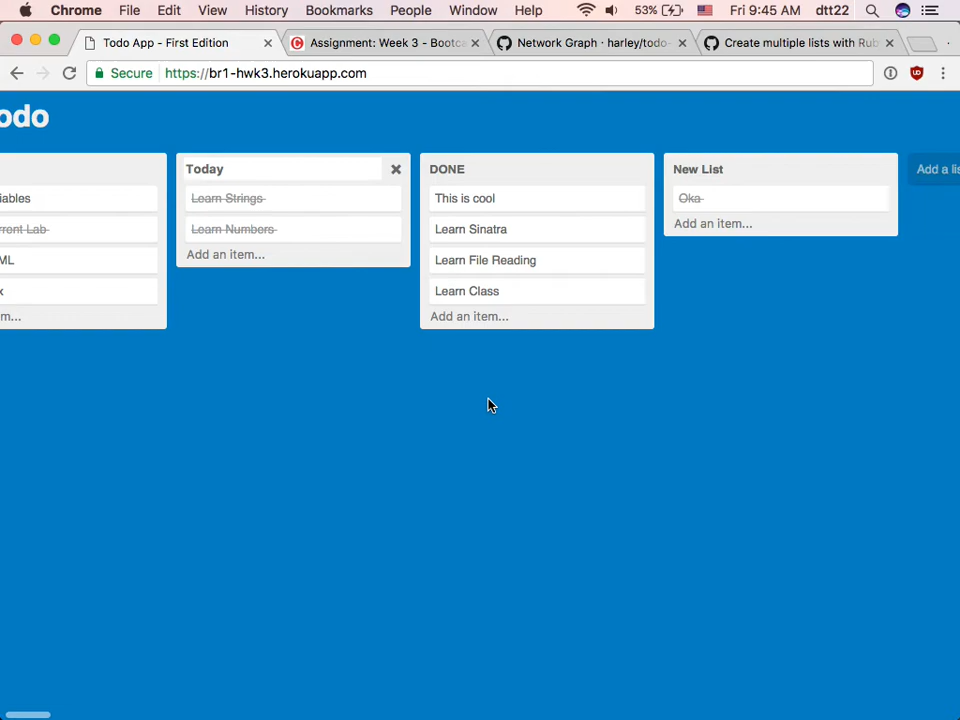 Chrome File Edit View History Bookmarks People Window Help 53% Fri 9:45 AM dtt22
Todo App - First Edition
Assignment: Week 3 - Bootca
Network Graph · harley/todo-
Create multiple lists with Rub
Secure https://br1-hwk3.herokuapp.com
odo
iables
rrent Lab
ML
x
m...
Today
Learn Strings
Learn Numbers
Add an item...
DONE
This is cool
Learn Sinatra
Learn File Reading
Learn Class
Add an item...
New List
Oka
Add an item...
Add a lis